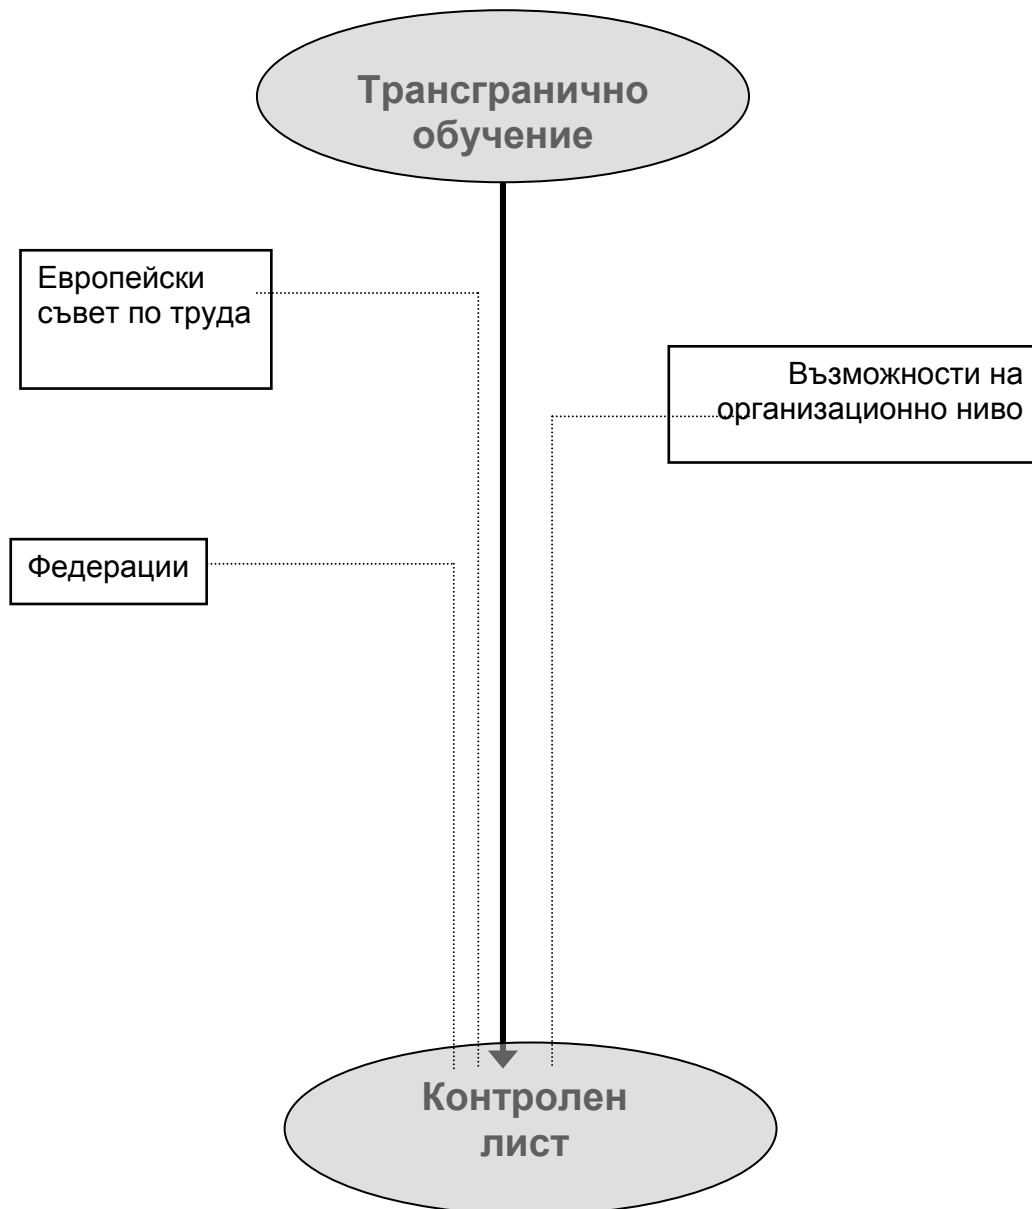 Трансгранично
обучение
Европейски
съвет по труда
Възможности на
организационно ниво
Федерации
Контролен
лист